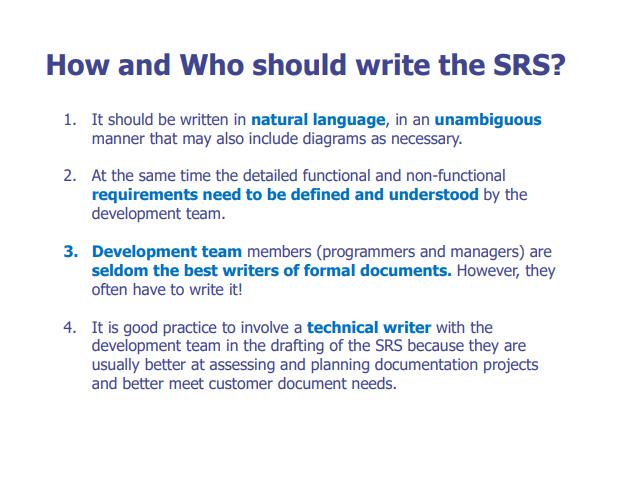 How and Who should write the SRS?
1. It should be written in natural language, in an unambiguous
manner that may also include diagrams as necessary.
2. At the same time the detailed functional and non-functional
requirements need to be defined and understood by the
development team.
3. Development team members (programmers and managers) are
seldom the best writers of formal documents. However, they
often have to write it!
4. It is good practice to involve a technical writer with the
development team in the drafting of the SRS because they are
usually better at assessing and planning documentation projects
and better meet customer document needs.